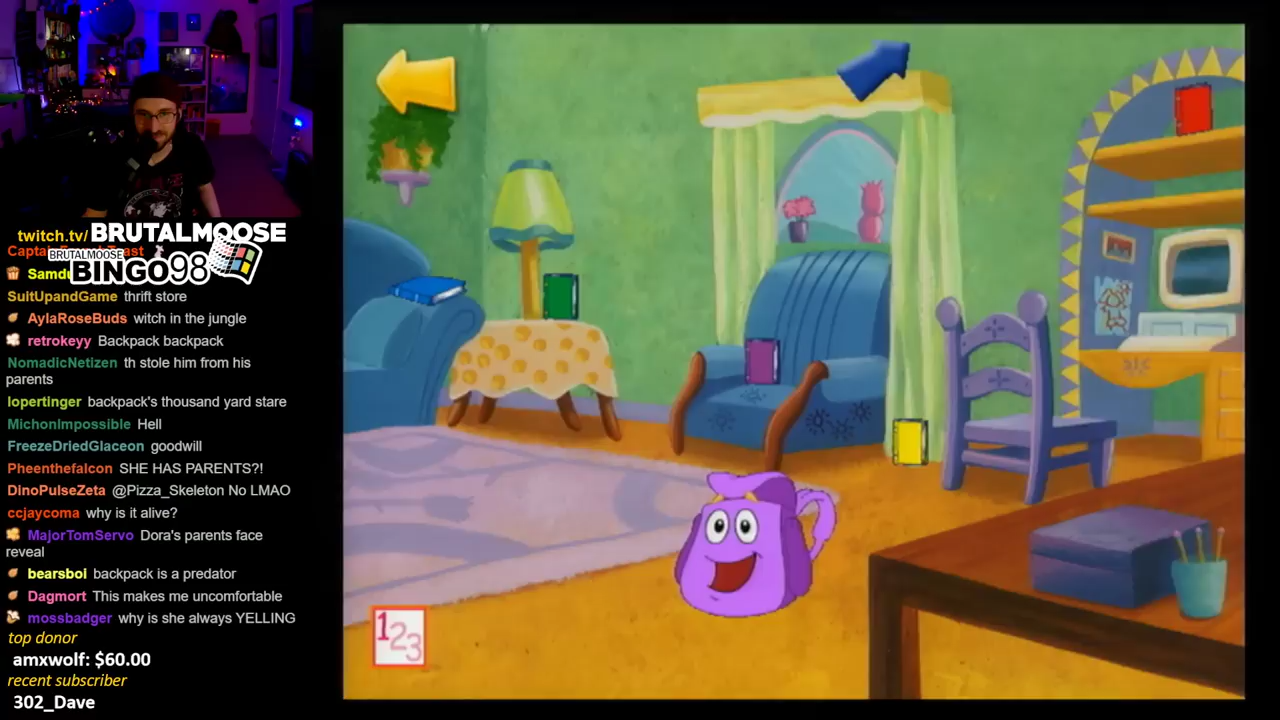 twitch.tv/BRUTALMOOSE
BRUTALMOOSE
BINGO98
SuitUpandGame thrift store
AylaRoseBuds witch in the jungle
retrokeyy Backpack backpack
NomadicNetizen th stole him from his
parents
lopertinger backpack's thousand yard stare
MichonImpossible Hell
FreezeDriedGlaceon goodwill
Pheenthefalcon SHE HAS PARENTS?!
DinoPulseZeta @Pizza_Skeleton No LMAO
ccjaycoma why is it alive?
MajorTomServo Dora's parents face
reveal
bearsboi backpack is a predator
Dagmort This makes me uncomfortable
mossbadger why is she always YELLING
top donor
amxwolf: $60.00
recent subscriber
302_Dave
123